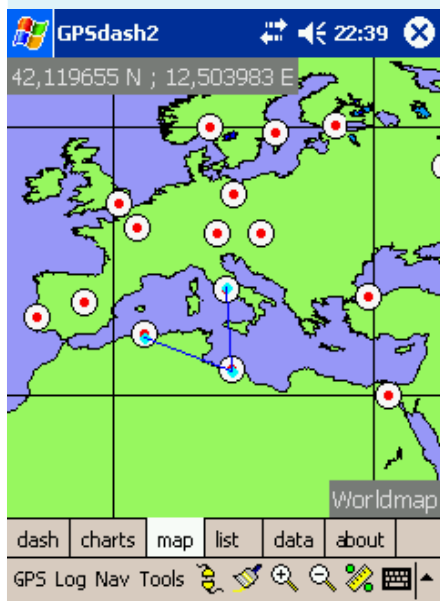 GPSdash2 22:39
42,119655 N ; 12,503983 E
Worldmap
dash charts map list data about
GPS Log Nav Tools